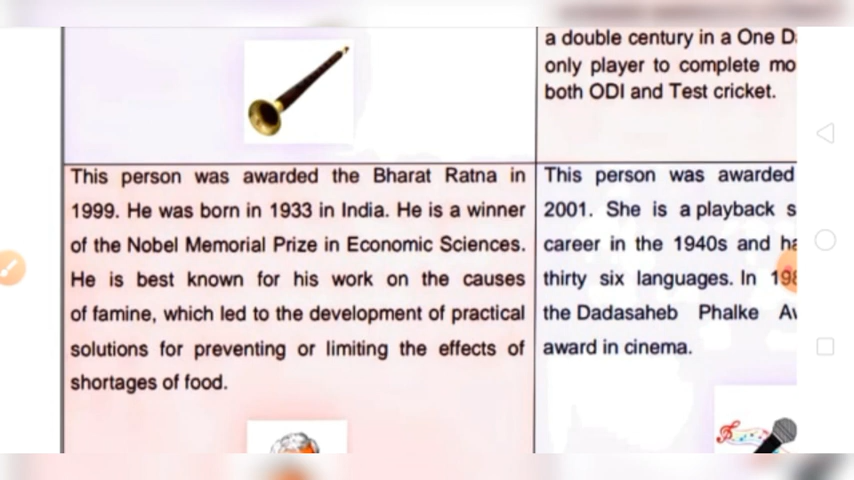 a double century in a One
only player to complete
both ODI and Test cricket.
This person was awarded the Bharat Ratna in
1999. He was born in 1933 in India. He is a winner
of the Nobel Memorial Prize in Economic Sciences.
He is best known for his work on the causes
of famine, which led to the development of practical
solutions for preventing or limiting the effects of
shortages of food.
This person was awarded
2001. She is a playback
career in the 1940s and
thirty six languages. In
the Dadasaheb Phalke
award in cinema.